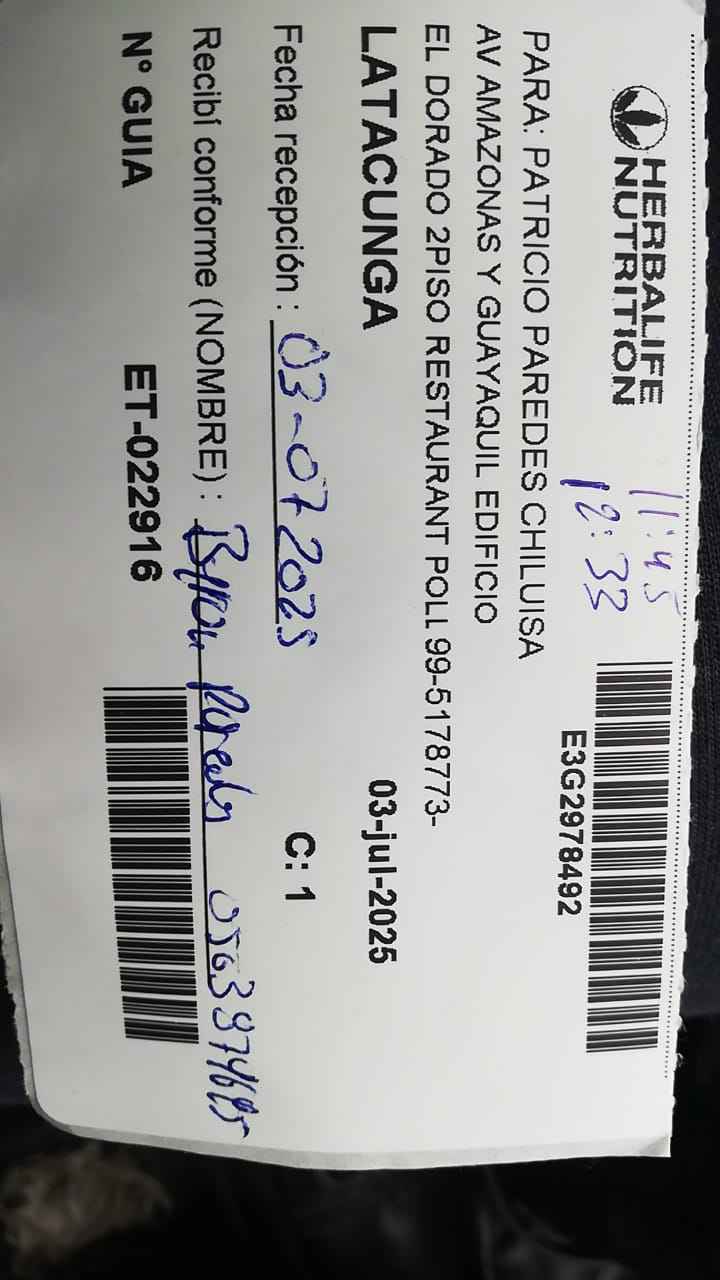 HERBALIFE
NUTRITION
11:45
12:33
E3G2978492
PARA: PATRICIO PAREDES CHILUISA
AV AMAZONAS Y GUAYAQUIL EDIFICIO
EL DORADO 2PISO RESTAURANT POLL 99-5178773-
LATACUNGA 03-jul-2025
Fecha recepción : 03-07 2025 C: 1
Recibí conforme (NOMBRE) : Byron Paredes
N° GUIA ET-022916